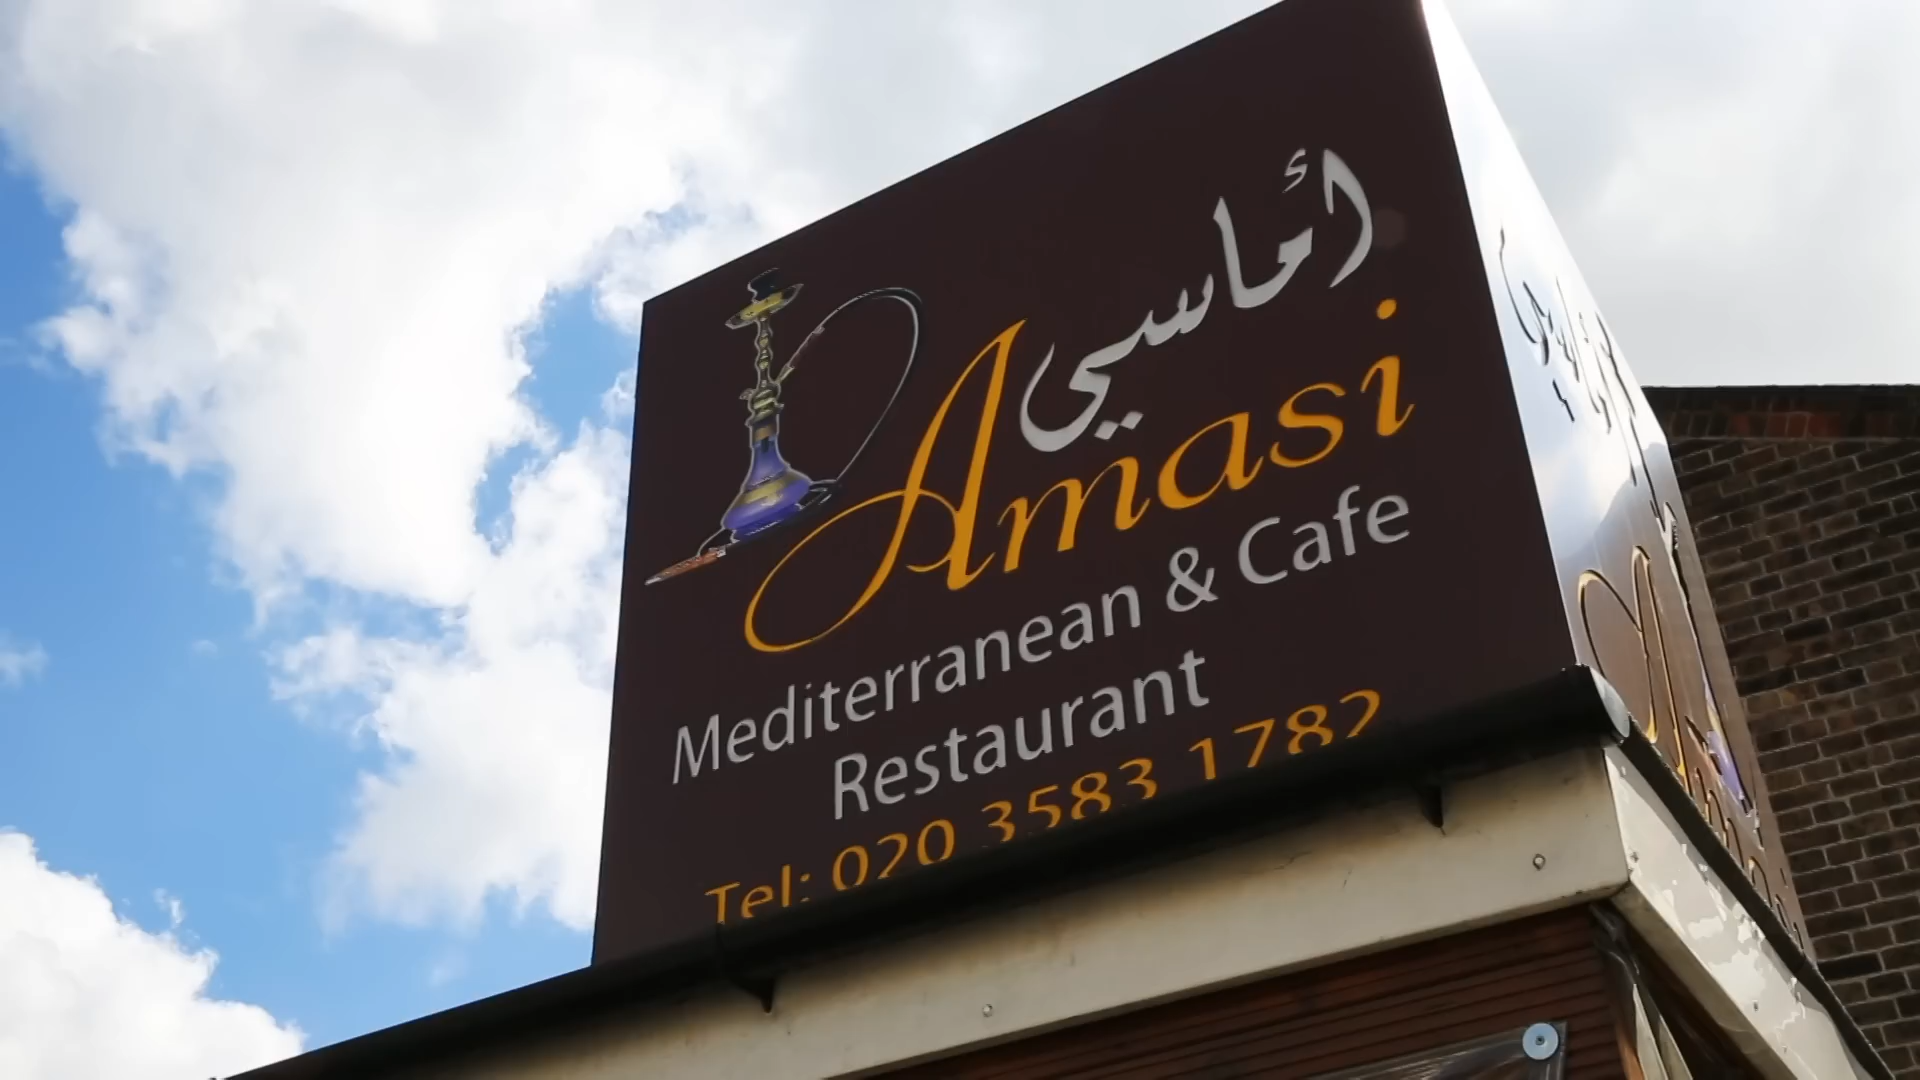 أماسي
Amasi
Mediterranean & Cafe
Restaurant
Tel: 020 3583 1782